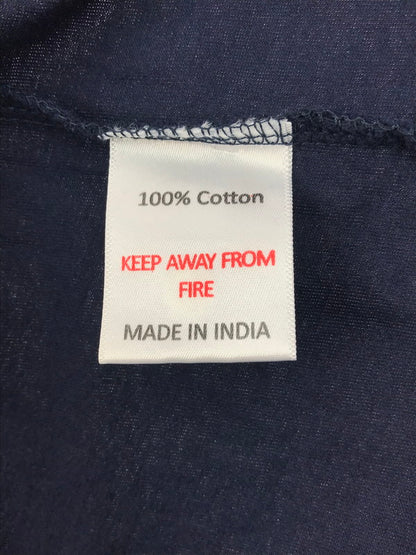 100% Cotton
KEEP AWAY FROM
FIRE
MADE IN INDIA